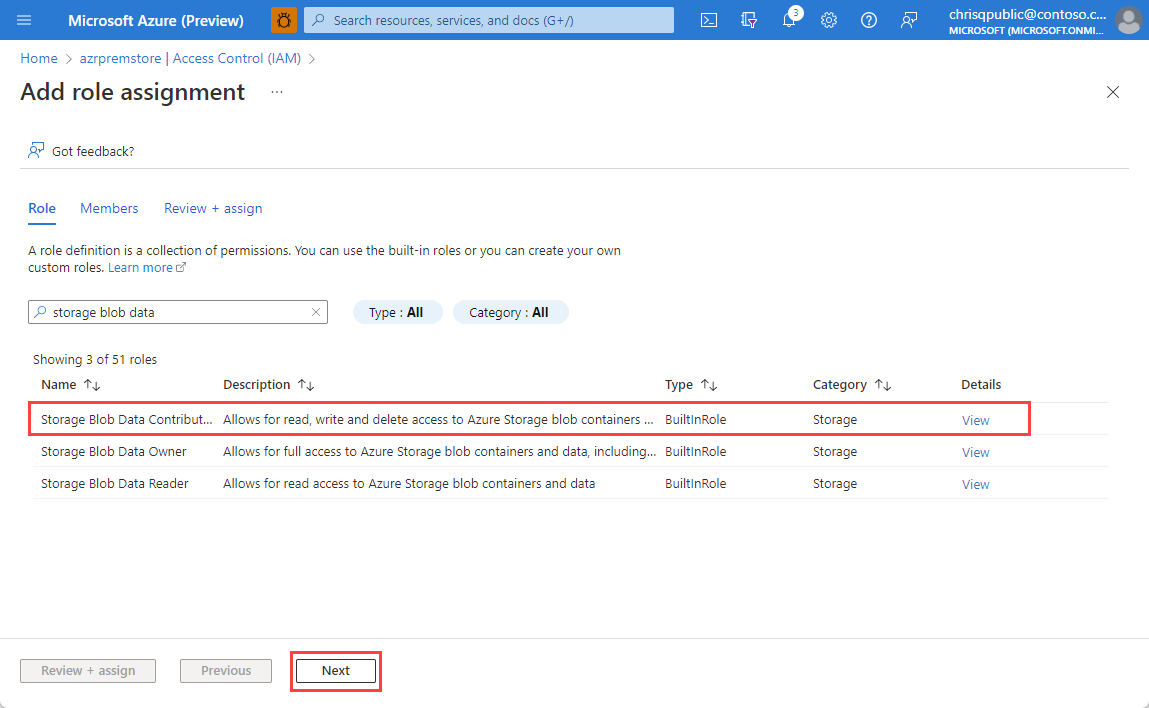 Microsoft Azure (Preview)
Search resources, services, and docs (G+/)
3
chrisqpublic@contoso.c...
MICROSOFT (MICROSOFT.ONMI...
Home > azrpremstore | Access Control (IAM) >
Add role assignment ...
Got feedback?
Role Members Review + assign
A role definition is a collection of permissions. You can use the built-in roles or you can create your own
custom roles. Learn more
storage blob data
Type : All Category : All
Showing 3 of 51 roles
Name ↑↓ Description ↑↓ Type ↑↓ Category ↑↓ Details
Storage Blob Data Contribut... Allows for read, write and delete access to Azure Storage blob containers ... BuiltInRole Storage View
Storage Blob Data Owner Allows for full access to Azure Storage blob containers and data, including... BuiltInRole Storage View
Storage Blob Data Reader Allows for read access to Azure Storage blob containers and data BuiltInRole Storage View
Review + assign Previous Next